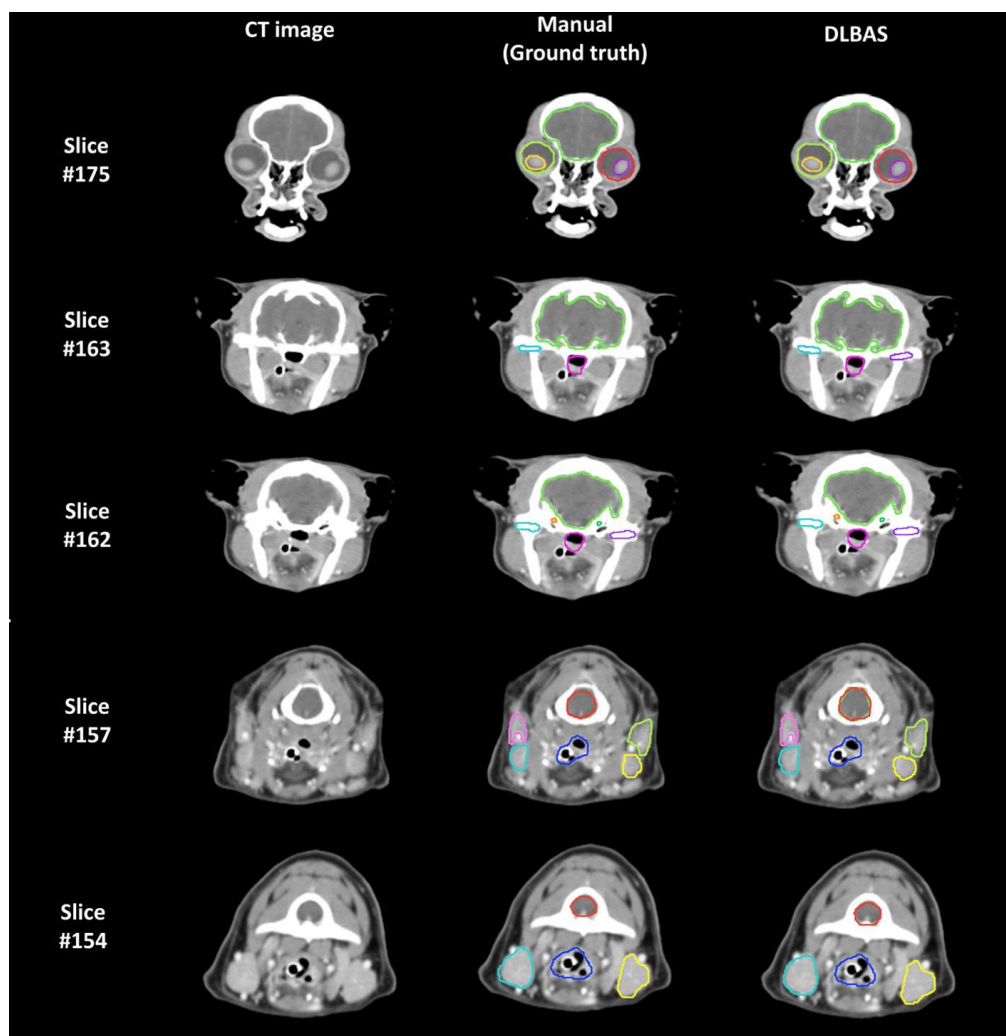 CT image
Manual
(Ground truth)
DLBAS
Slice
#175
Slice
#163
Slice
#162
Slice
#157
Slice
#154